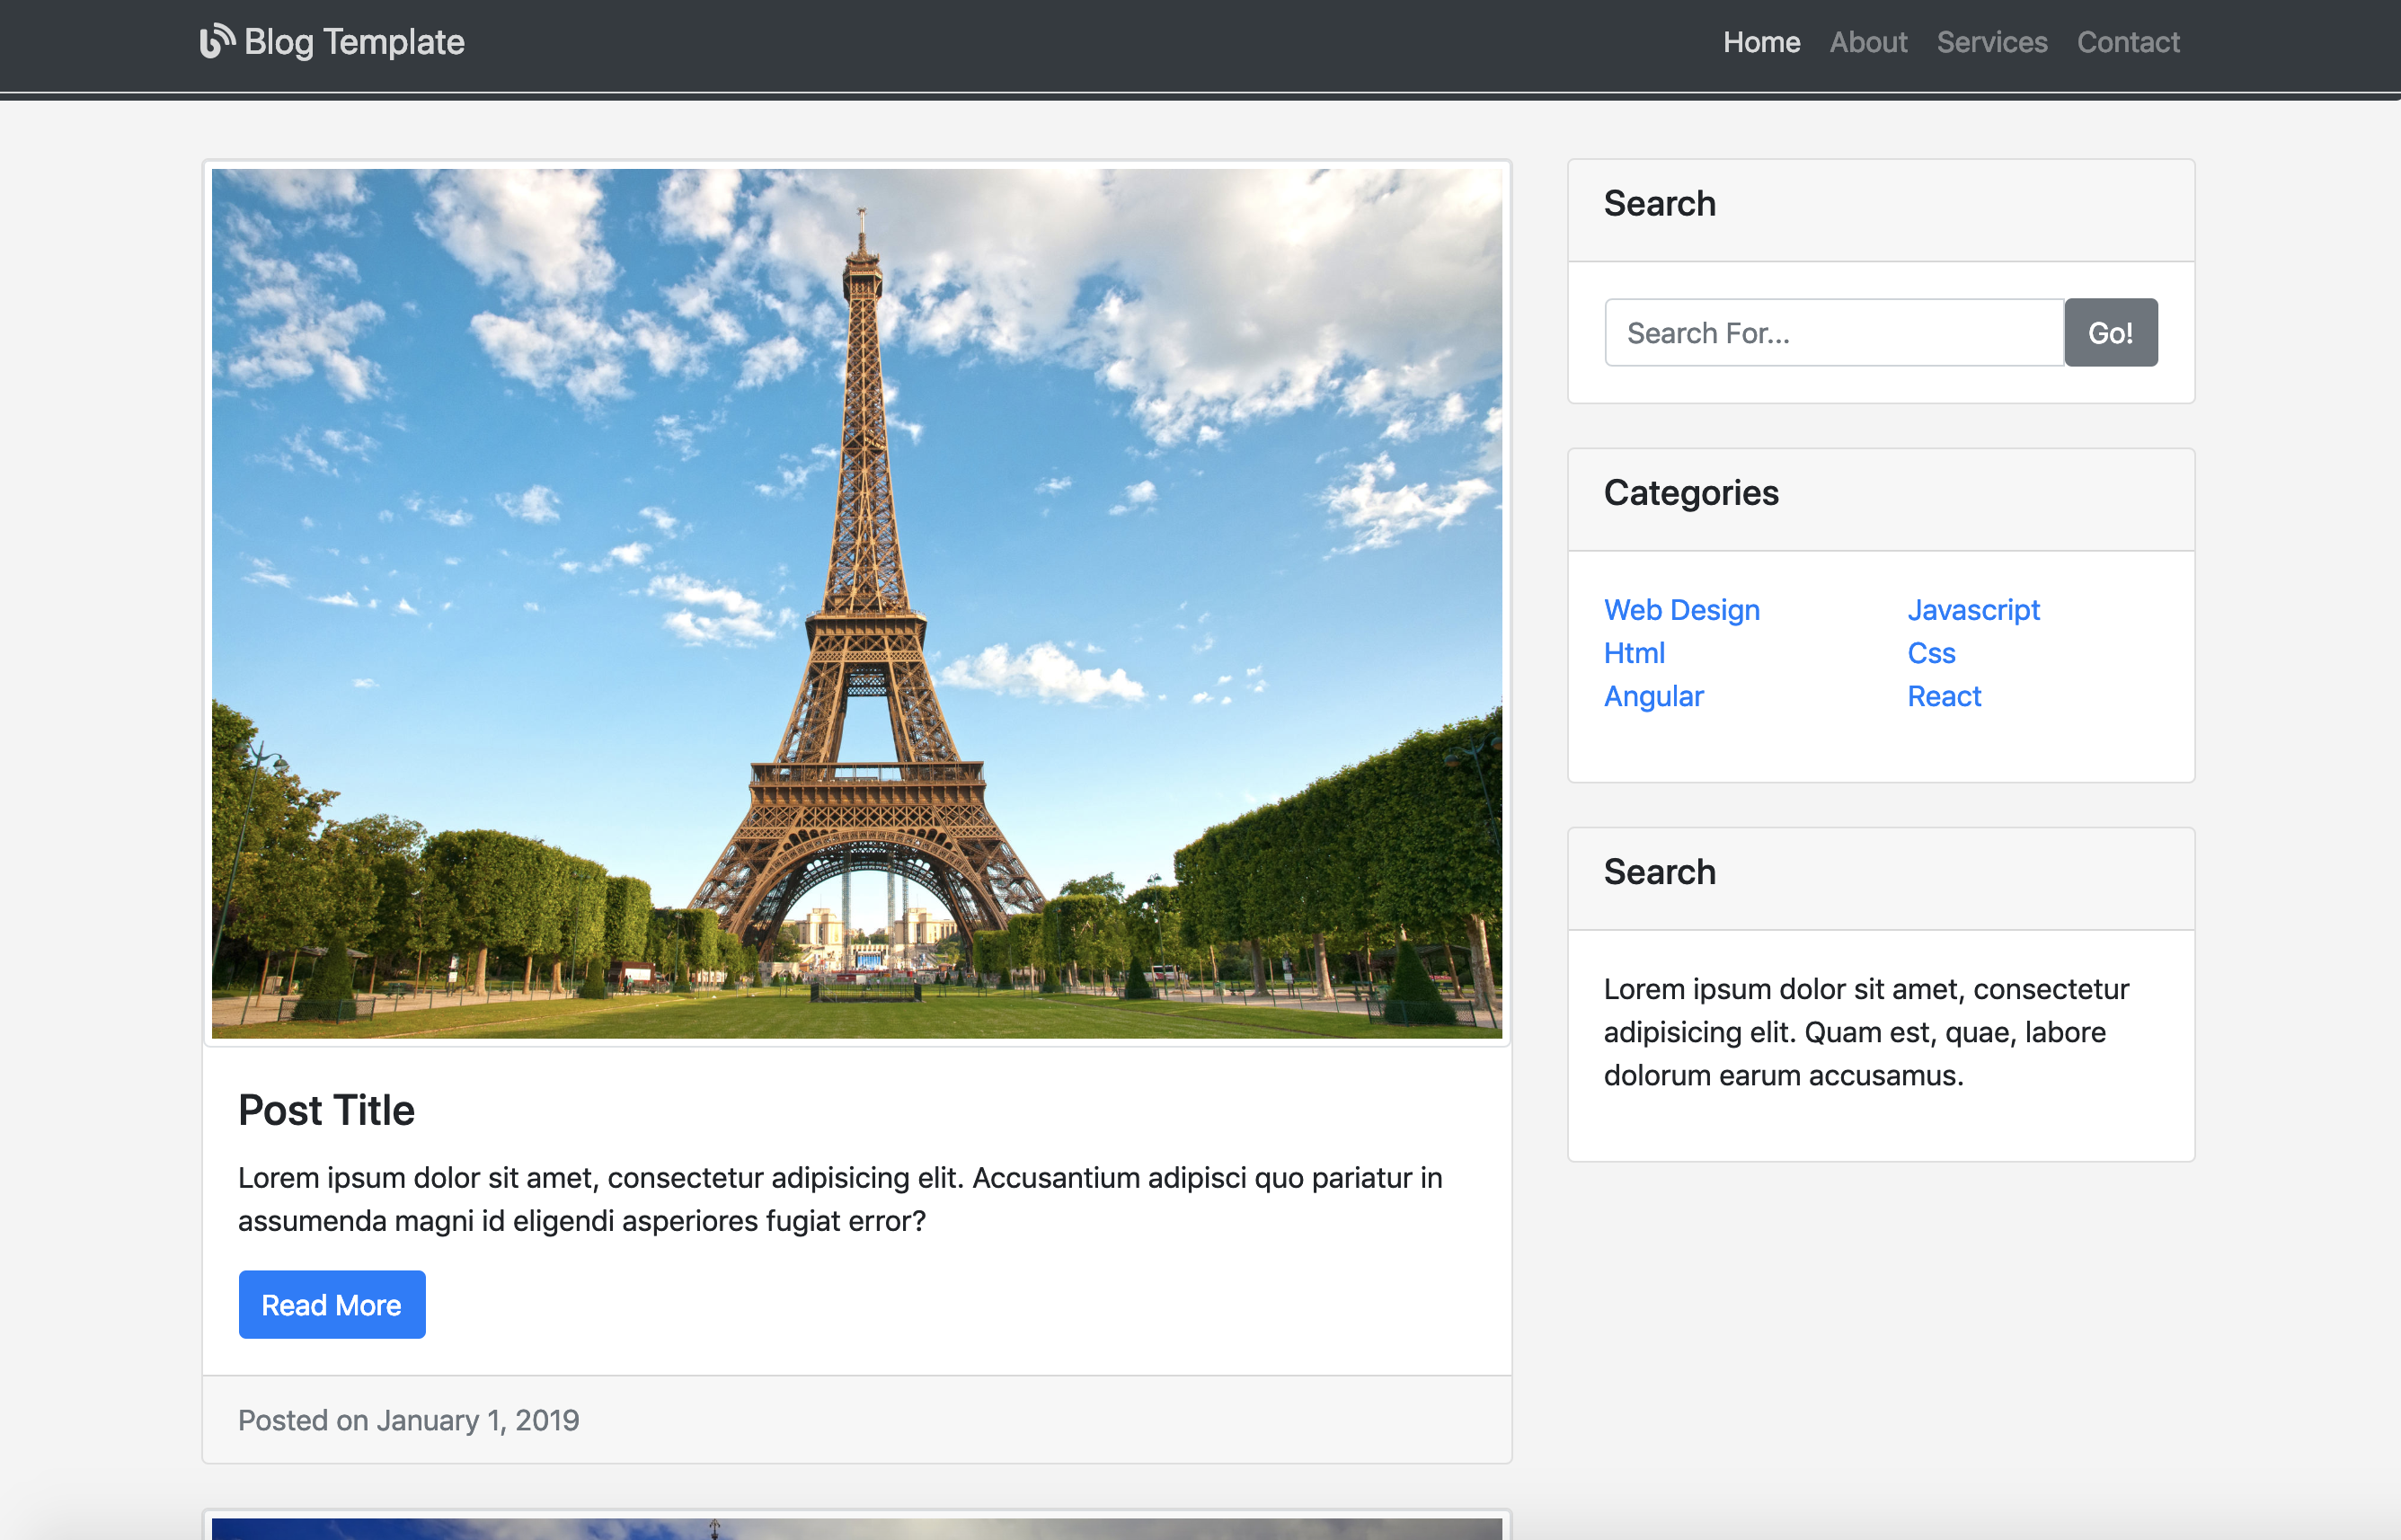 Blog Template
Home About Services Contact
Search
Search For...
Go!
Categories
Web Design Javascript
Html Css
Angular React
Search
Lorem ipsum dolor sit amet, consectetur
adipisicing elit. Quam est, quae, labore
dolorum earum accusamus.
Post Title
Lorem ipsum dolor sit amet, consectetur adipisicing elit. Accusantium adipisci quo pariatur in
assumenda magni id eligendi asperiores fugiat error?
Read More
Posted on January 1, 2019